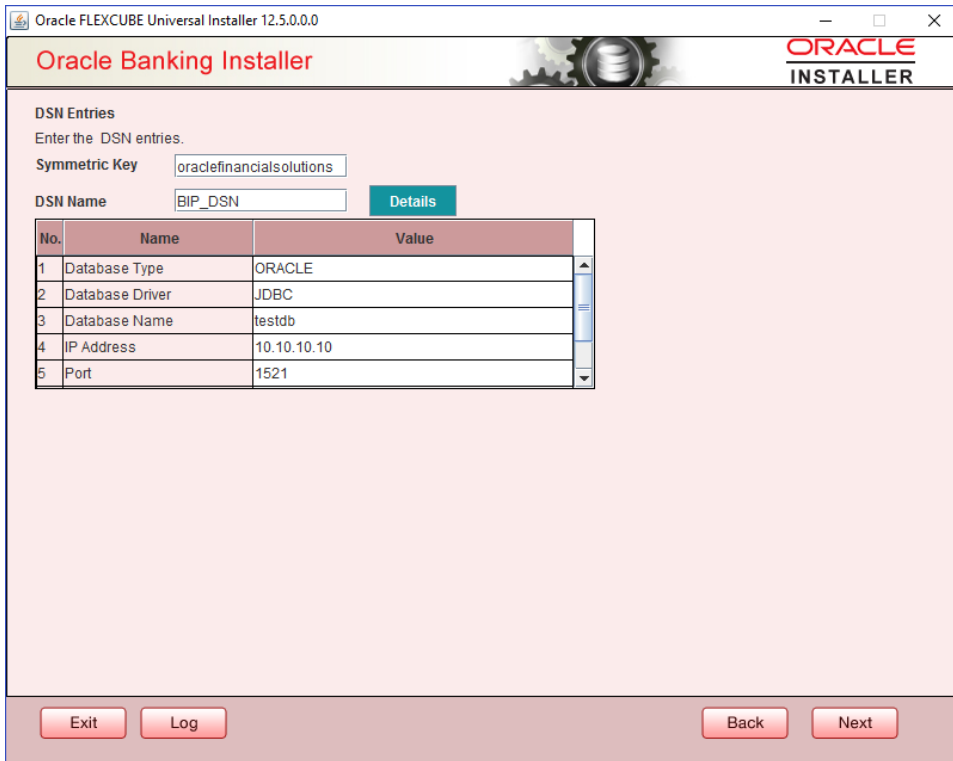 Oracle FLEXCUBE Universal Installer 12.5.0.0.0
Oracle Banking Installer
ORACLE
INSTALLER
DSN Entries
Enter the DSN entries.
Symmetric Key oraclefinancialsolutions
DSN Name BIP_DSN Details
No. Name Value
1 Database Type ORACLE
2 Database Driver JDBC
3 Database Name testdb
4 IP Address 10.10.10.10
5 Port 1521
Exit Log Back Next